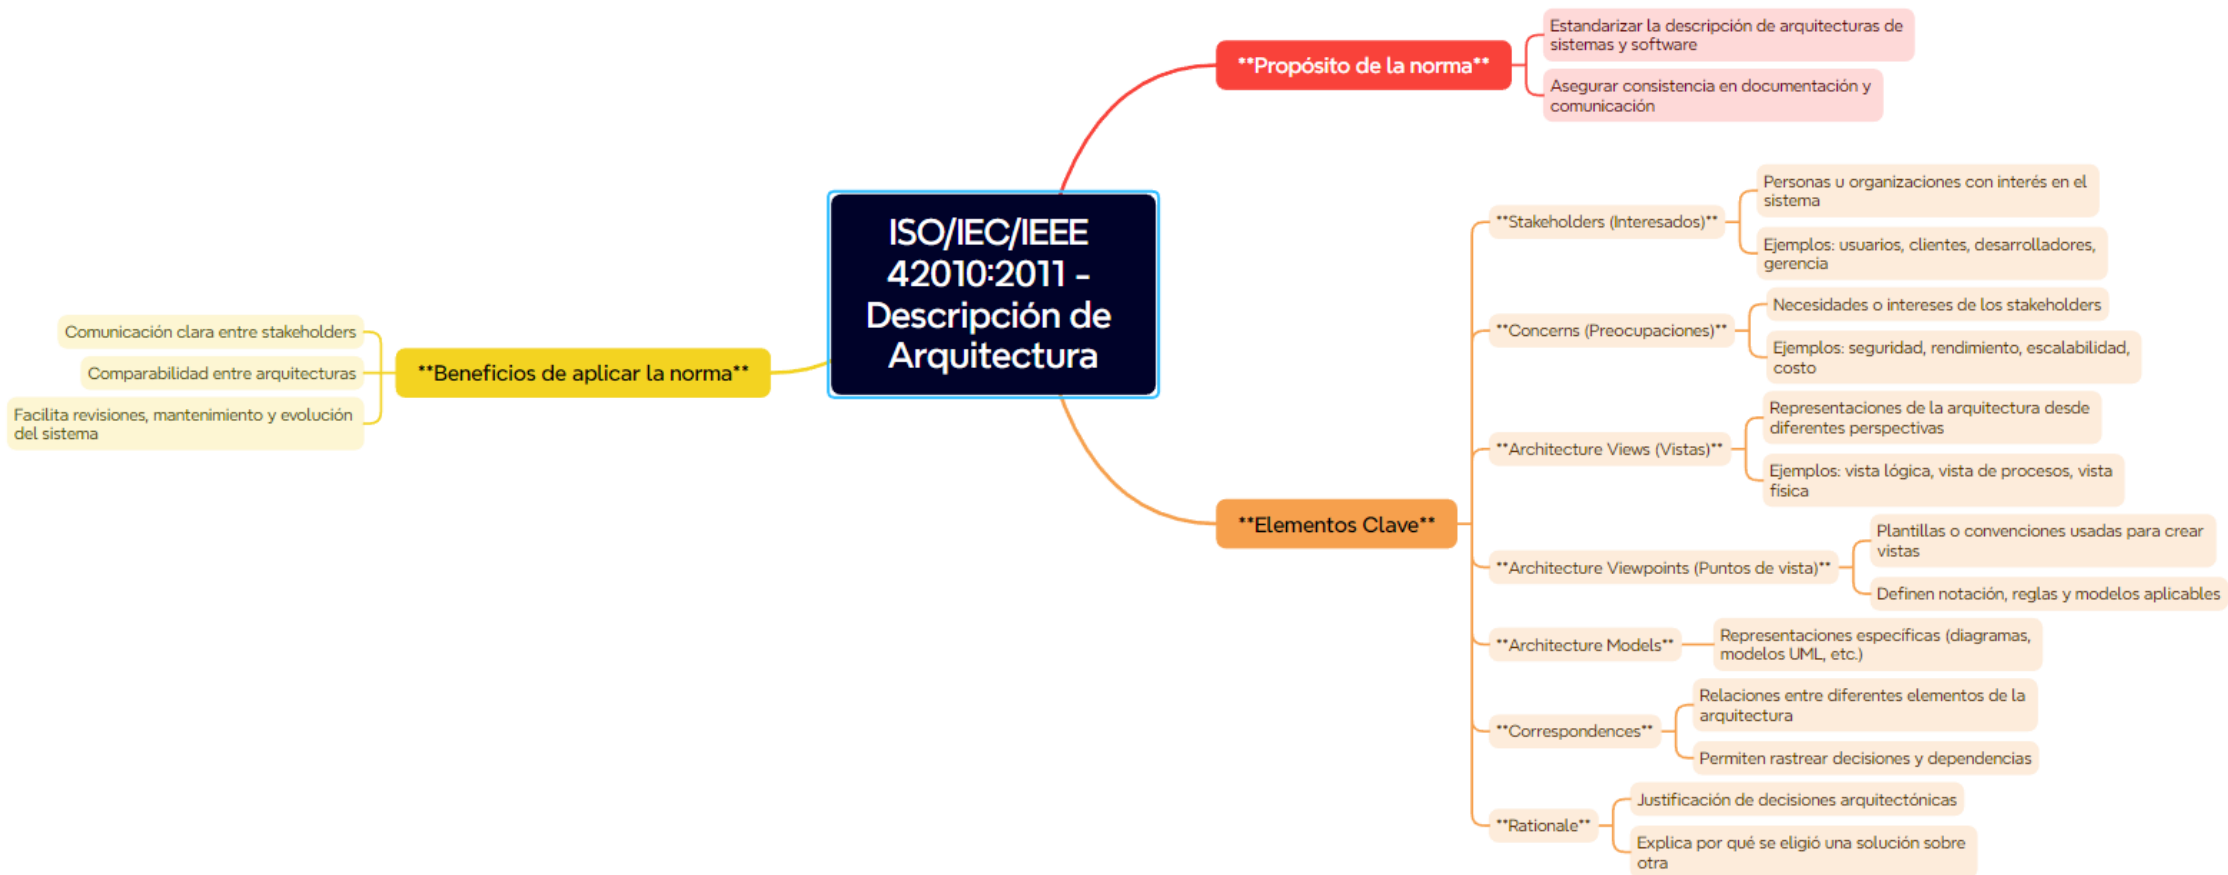 ISO/IEC/IEEE
42010:2011 -
Descripción de
Arquitectura
**Propósito de la norma**
Estandarizar la descripción de arquitecturas de
sistemas y software
Asegurar consistencia en documentación y
comunicación
**Elementos Clave**
**Stakeholders (Interesados)**
Personas u organizaciones con interés en el
sistema
Ejemplos: usuarios, clientes, desarrolladores,
gerencia
**Concerns (Preocupaciones)**
Necesidades o intereses de los stakeholders
Ejemplos: seguridad, rendimiento, escalabilidad,
costo
**Architecture Views (Vistas)**
Representaciones de la arquitectura desde
diferentes perspectivas
Ejemplos: vista lógica, vista de procesos, vista
física
**Architecture Viewpoints (Puntos de vista)**
Plantillas o convenciones usadas para crear
vistas
Definen notación, reglas y modelos aplicables
**Architecture Models**
Representaciones específicas (diagramas,
modelos UML, etc.)
**Correspondences**
Relaciones entre diferentes elementos de la
arquitectura
Permiten rastrear decisiones y dependencias
**Rationale**
Justificación de decisiones arquitectónicas
Explica por qué se eligió una solución sobre
otra
**Beneficios de aplicar la norma**
Comunicación clara entre stakeholders
Comparabilidad entre arquitecturas
Facilita revisiones, mantenimiento y evolución
del sistema